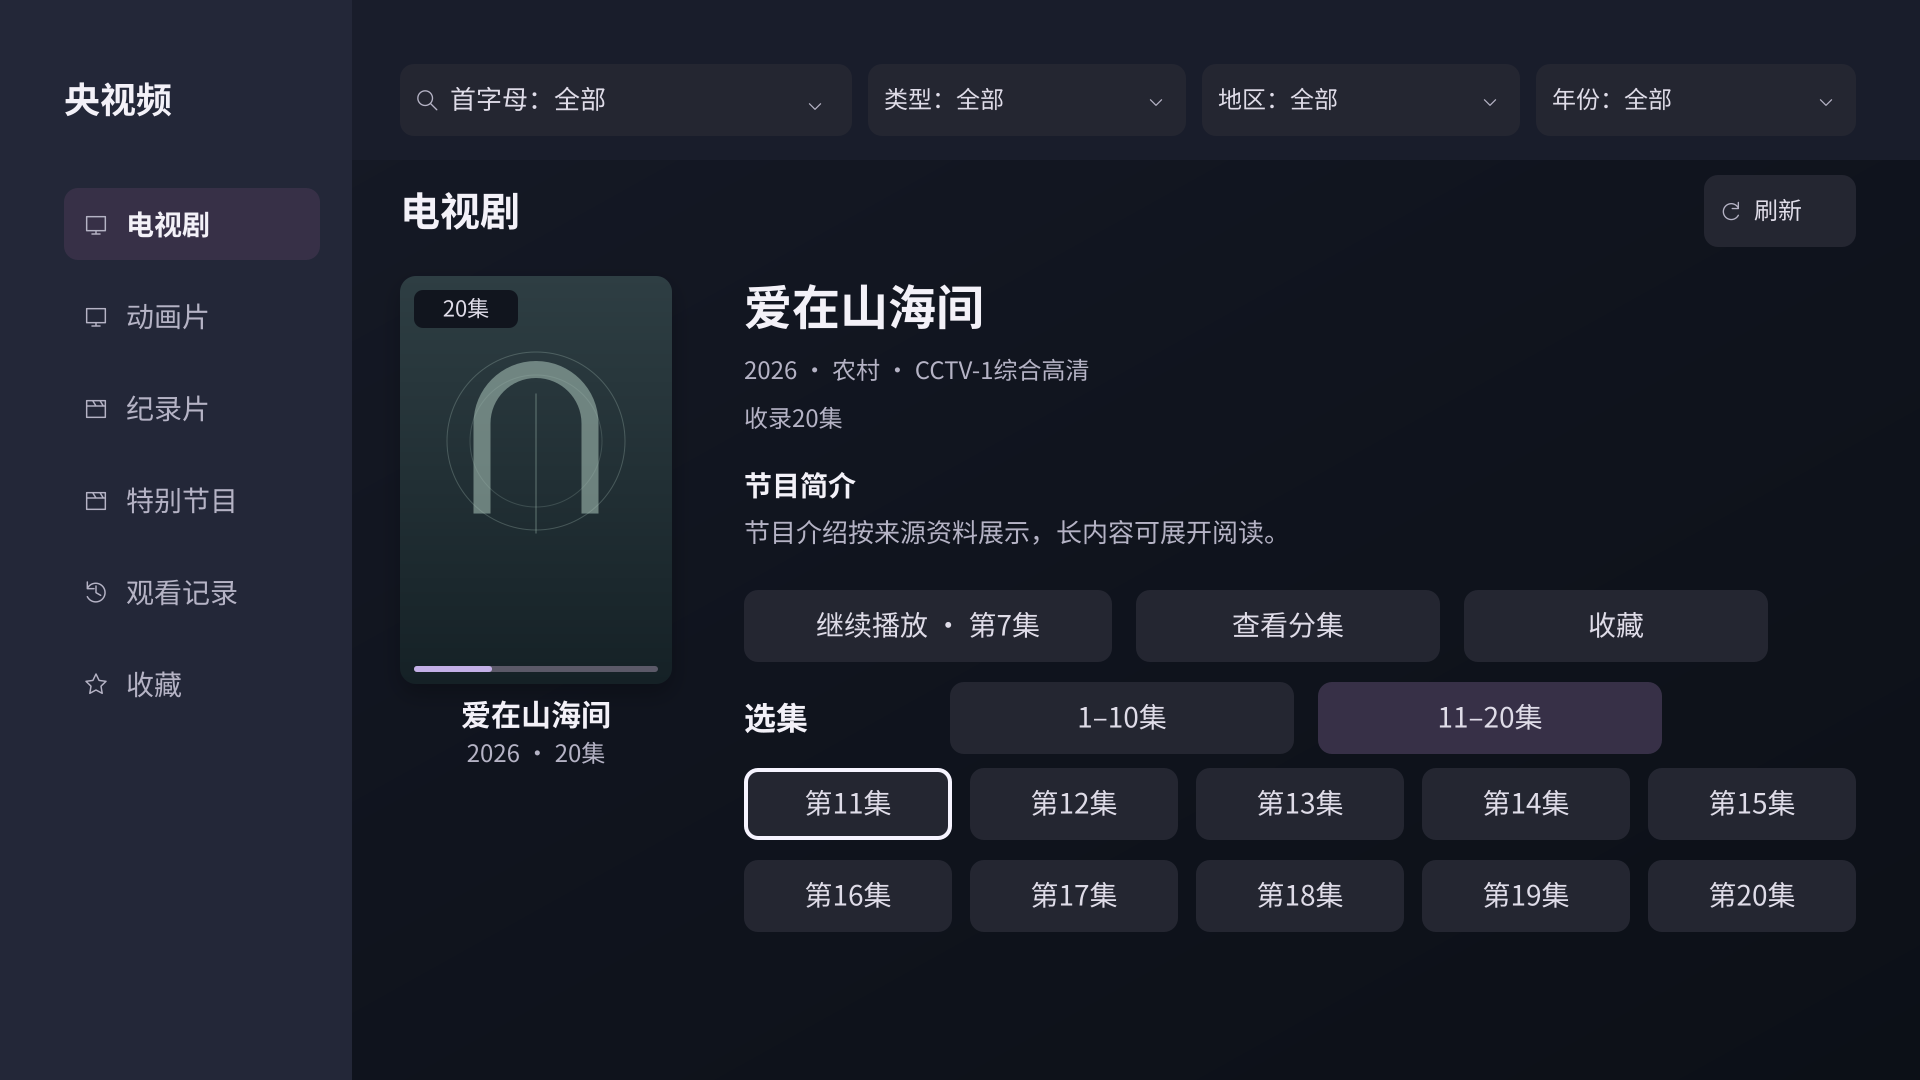 央视频
电视剧
动画片
纪录片
特别节目
观看记录
收藏
首字母：全部
类型：全部
地区：全部
年份：全部
电视剧
刷新
20集
爱在山海间
2026 · 20集
爱在山海间
2026 · 农村 · CCTV-1综合高清
收录20集
节目简介
节目介绍按来源资料展示，长内容可展开阅读。
继续播放 · 第7集
查看分集
收藏
选集
1–10集
11–20集
第11集
第12集
第13集
第14集
第15集
第16集
第17集
第18集
第19集
第20集